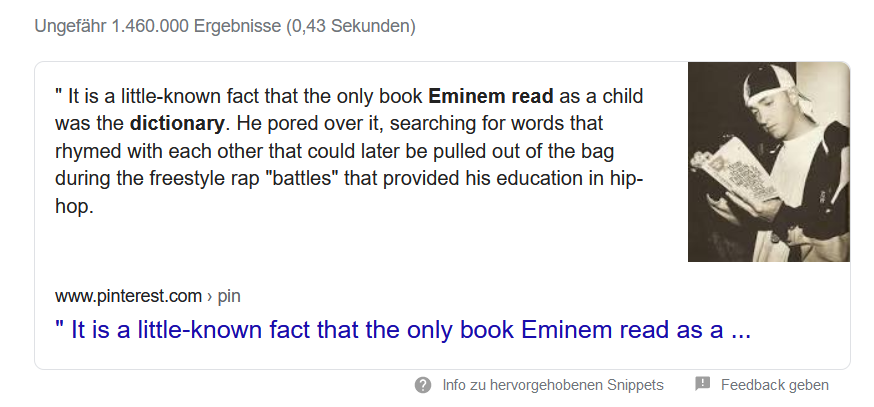 Ungefähr 1.460.000 Ergebnisse (0,43 Sekunden)
" It is a little-known fact that the only book Eminem read as a child
was the dictionary. He pored over it, searching for words that
rhymed with each other that could later be pulled out of the bag
during the freestyle rap "battles" that provided his education in hip-
hop.
www.pinterest.com › pin
" It is a little-known fact that the only book Eminem read as a ...
Info zu hervorgehobenen Snippets
Feedback geben